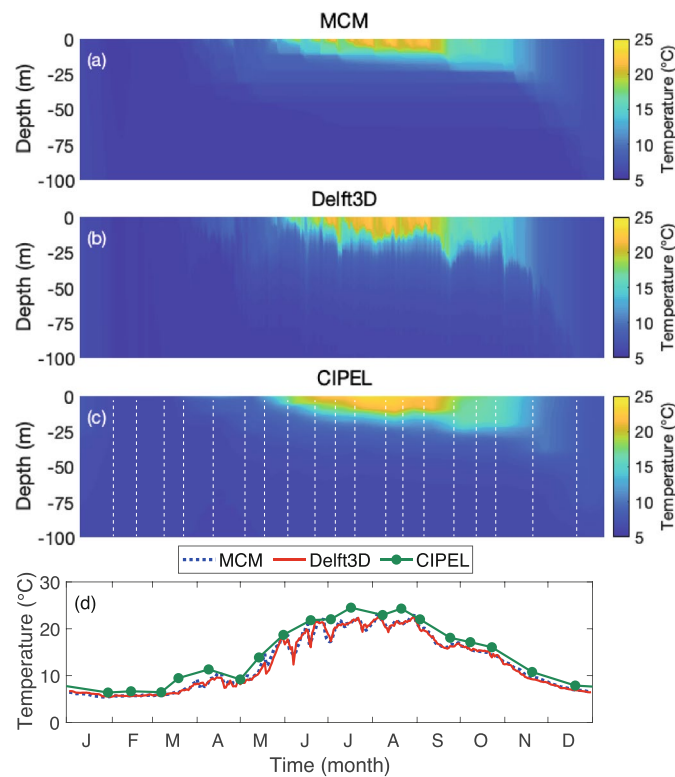 MCM
(a)
Depth (m)
0
-25
-50
-75
-100
25
20
15
10
5
Temperature (°C)
Delft3D
(b)
Depth (m)
0
-25
-50
-75
-100
25
20
15
10
5
Temperature (°C)
CIPEL
(c)
Depth (m)
0
-25
-50
-75
-100
25
20
15
10
5
Temperature (°C)
MCM Delft3D CIPEL
(d)
Temperature (°C)
30
20
10
0
J F M A M J J A S O N D
Time (month)